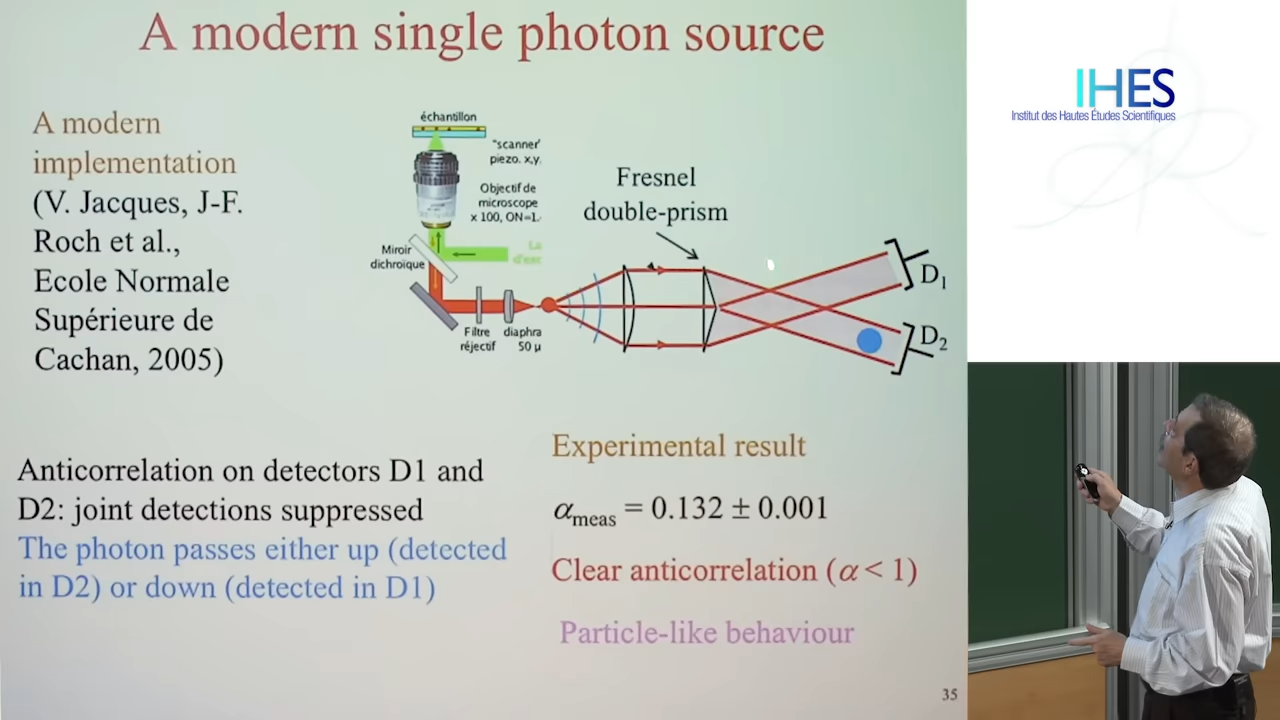 A modern single photon source
A modern
implementation
(V. Jacques, J-F.
Roch et al.,
Ecole Normale
Supérieure de
Cachan, 2005)
échantillon
"scanner'
piezo. x,y.
Objectif de
microscope
x 100, ON=1.
Miroir
dichroïque
La
d'exc
Filtre
réjectif
diaphra
50 µ
Fresnel
double-prism
D1
D2
Anticorrelation on detectors D1 and
D2: joint detections suppressed
The photon passes either up (detected
in D2) or down (detected in D1)
Experimental result
αmeas = 0.132 ± 0.001
Clear anticorrelation (α < 1)
Particle-like behaviour
35
IHES
Institut des Hautes Études Scientifiques